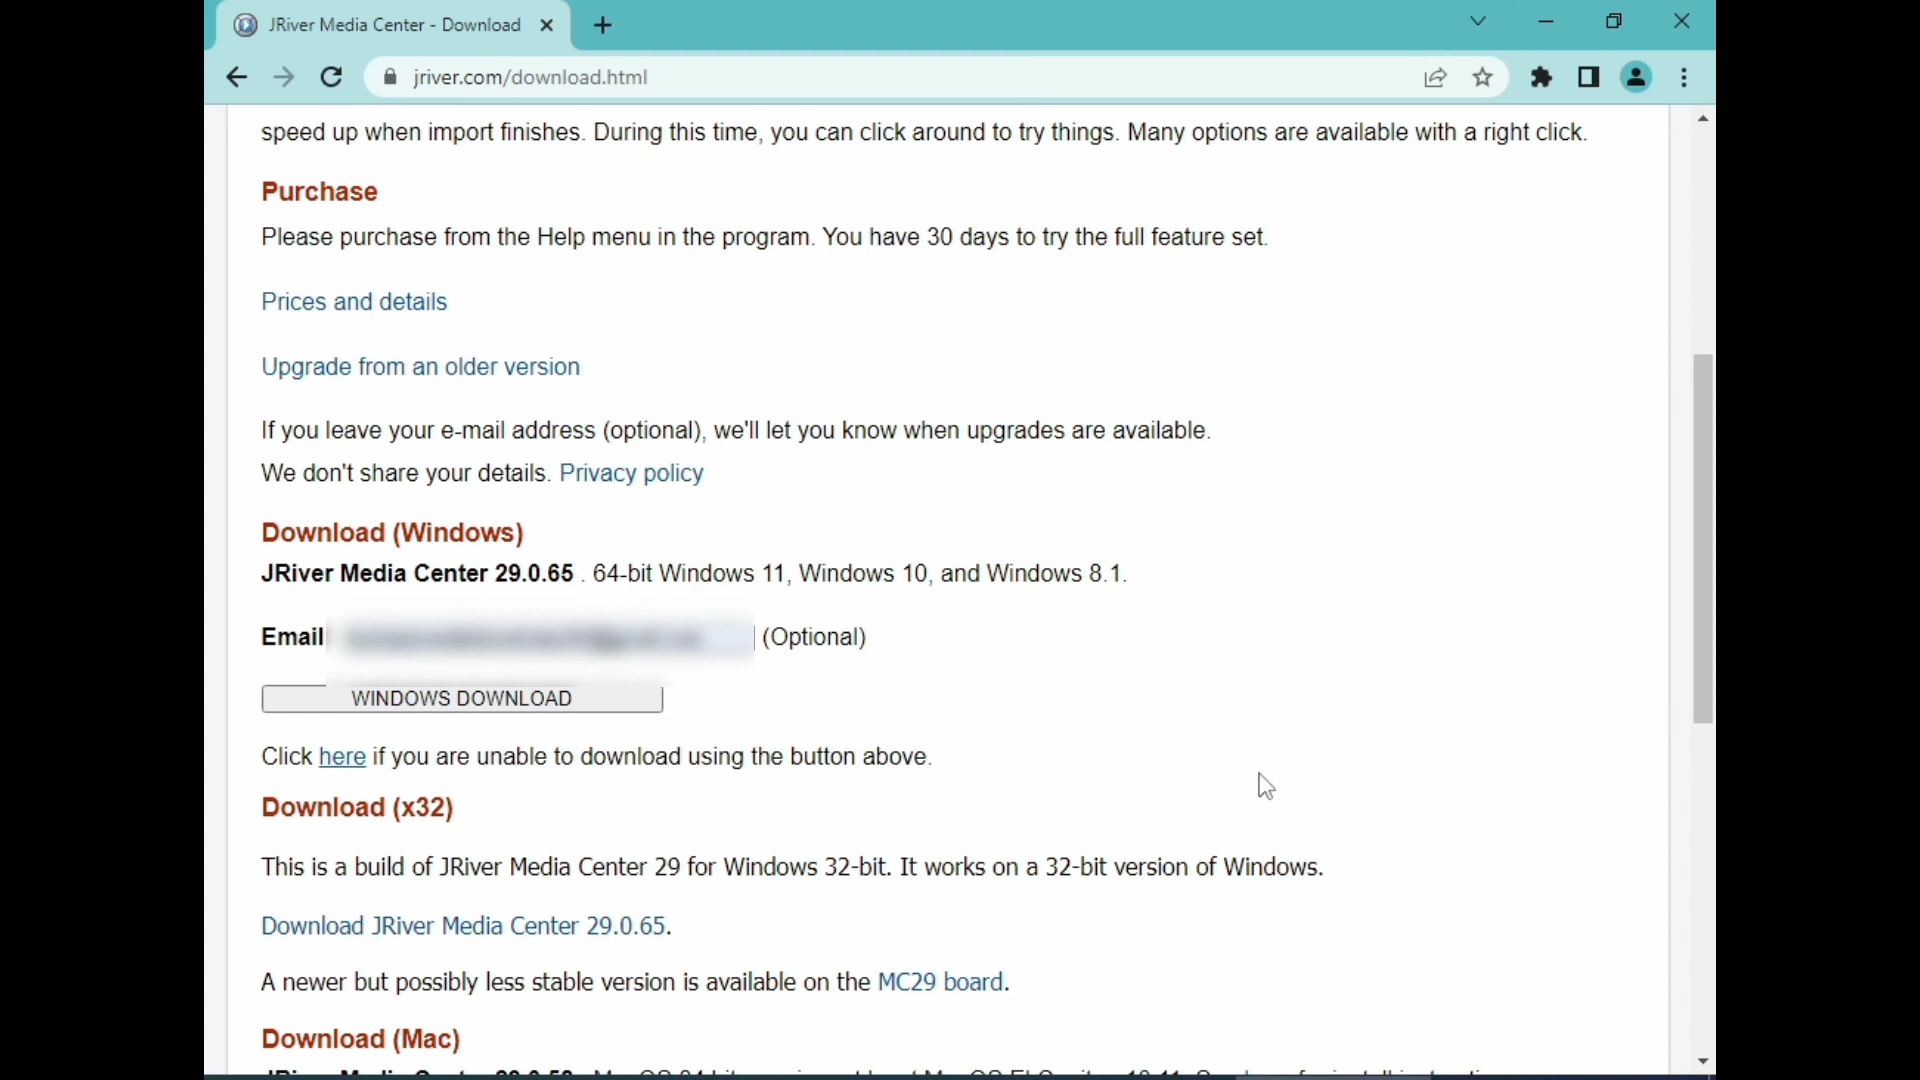 JRiver Media Center - Download
jriver.com/download.html
speed up when import finishes. During this time, you can click around to try things. Many options are available with a right click.
Purchase
Please purchase from the Help menu in the program. You have 30 days to try the full feature set.
Prices and details
Upgrade from an older version
If you leave your e-mail address (optional), we'll let you know when upgrades are available.
We don't share your details. Privacy policy
Download (Windows)
JRiver Media Center 29.0.65 . 64-bit Windows 11, Windows 10, and Windows 8.1.
Email (Optional)
WINDOWS DOWNLOAD
Click here if you are unable to download using the button above.
Download (x32)
This is a build of JRiver Media Center 29 for Windows 32-bit. It works on a 32-bit version of Windows.
Download JRiver Media Center 29.0.65.
A newer but possibly less stable version is available on the MC29 board.
Download (Mac)